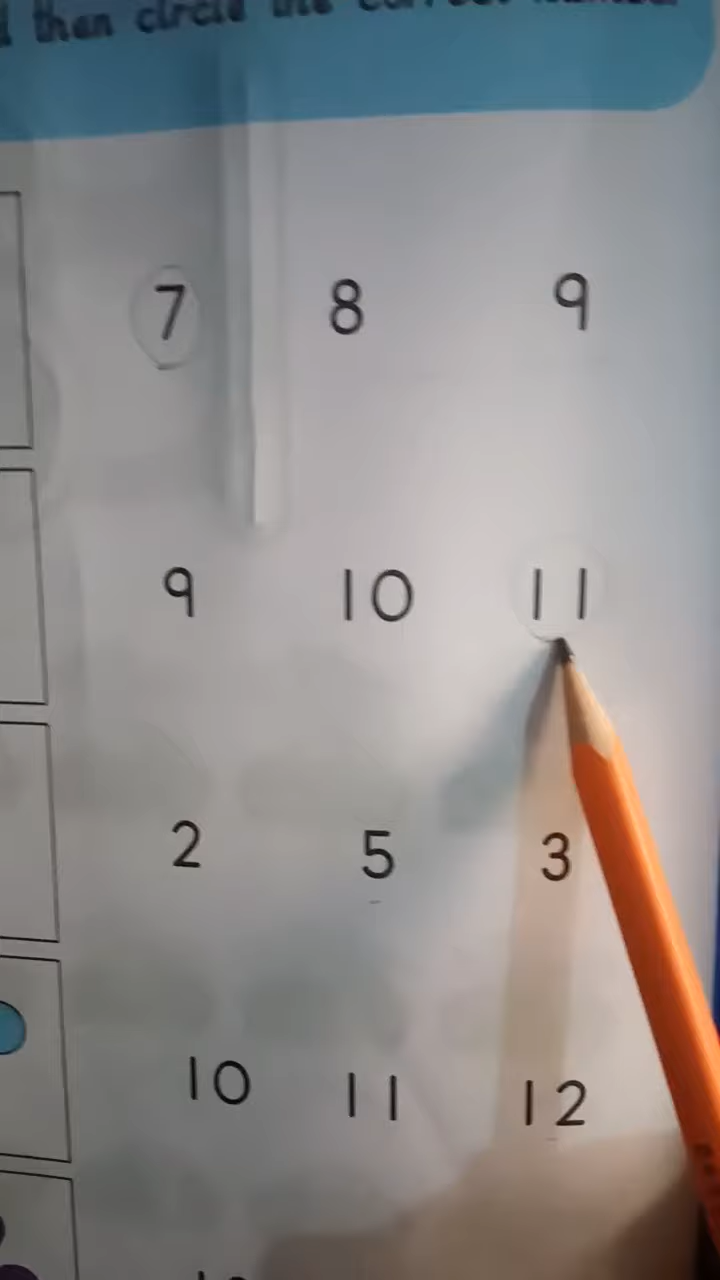 then circle the correct number
7 8 9
9 10 11
2 5 3
10 11 12